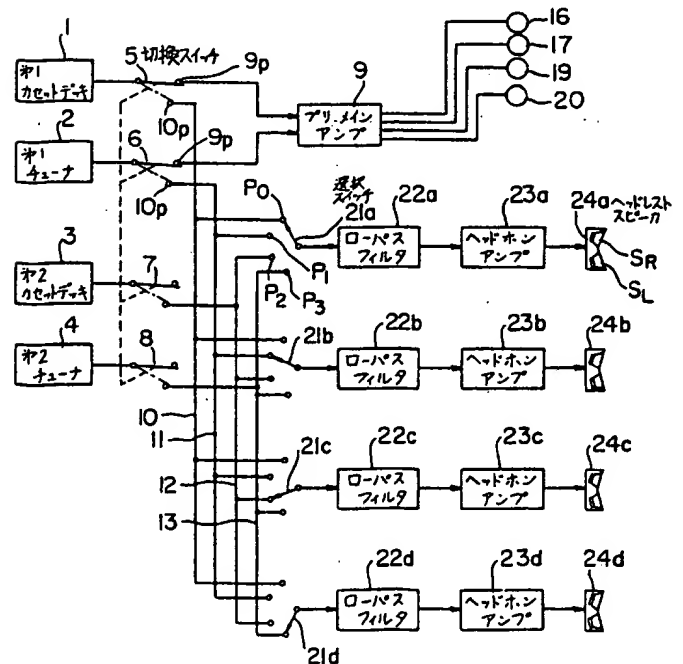 1
第1
カセットデッキ
5 切換スイッチ
9p
10p
2
第1
チューナ
6
9p
10p
3
第2
カセットデッキ
7
4
第2
チューナ
8
9
プリ・メイン
アンプ
16
17
19
20
P0
P1
P2
P3
選択
スイッチ
21a
22a
ローパス
フィルタ
23a
ヘッドホン
アンプ
24a ヘッドレスト
スピーカ
SR
SL
21b
22b
ローパス
フィルタ
23b
ヘッドホン
アンプ
24b
10
11
12
13
21c
22c
ローパス
フィルタ
23c
ヘッドホン
アンプ
24c
21d
22d
ローパス
フィルタ
23d
ヘッドホン
アンプ
24d